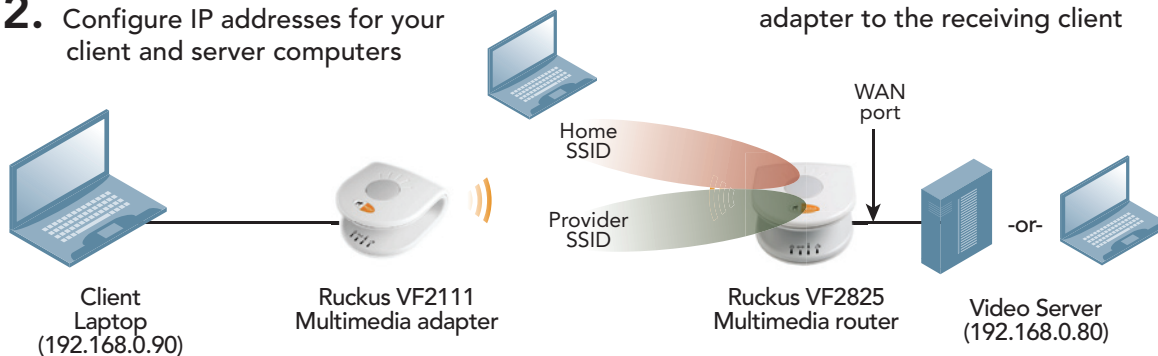 2. Configure IP addresses for your
client and server computers
adapter to the receiving client
WAN
port
Home
SSID
Provider
SSID
-or-
Client
Laptop
(192.168.0.90)
Ruckus VF2111
Multimedia adapter
Ruckus VF2825
Multimedia router
Video Server
(192.168.0.80)